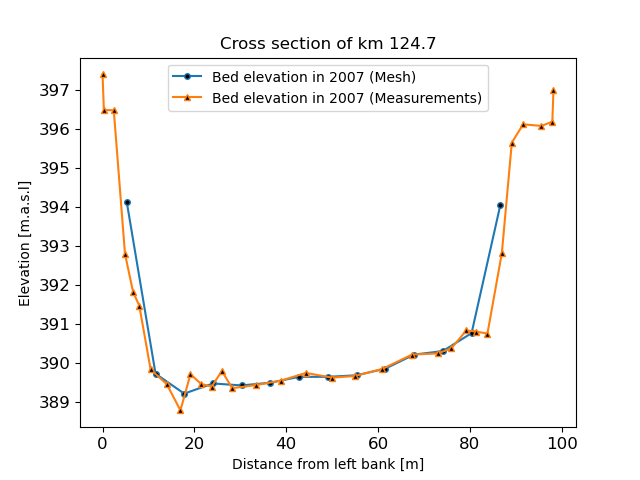 Cross section of km 124.7
Bed elevation in 2007 (Mesh)
Bed elevation in 2007 (Measurements)
Elevation [m.a.s.l]
397
396
395
394
393
392
391
390
389
0 20 40 60 80 100
Distance from left bank [m]